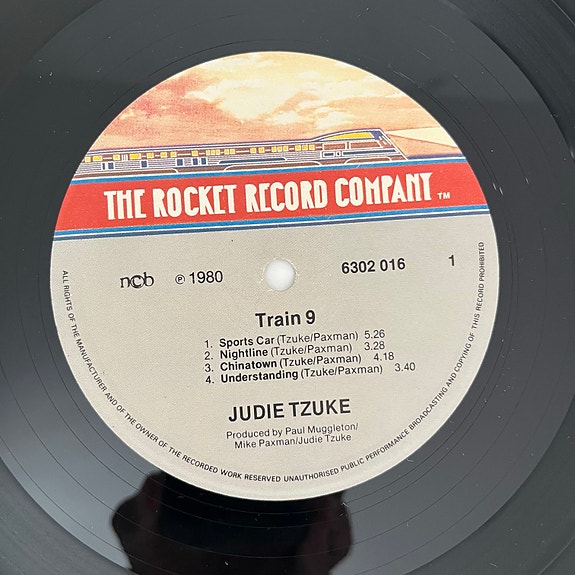 THE ROCKET RECORD COMPANY TM
ncb ℗ 1980 6302 016 1
Train 9
1. Sports Car (Tzuke/Paxman) 5.26
2. Nightline (Tzuke/Paxman) 3.28
3. Chinatown (Tzuke/Paxman) 4.18
4. Understanding (Tzuke/Paxman) 3.40
JUDIE TZUKE
Produced by Paul Muggleton/
Mike Paxman/Judie Tzuke
ALL RIGHTS OF THE MANUFACTURER AND OF THE OWNER OF THE RECORDED WORK RESERVED UNAUTHORISED PUBLIC PERFORMANCE BROADCASTING AND COPYING OF THIS RECORD PROHIBITED